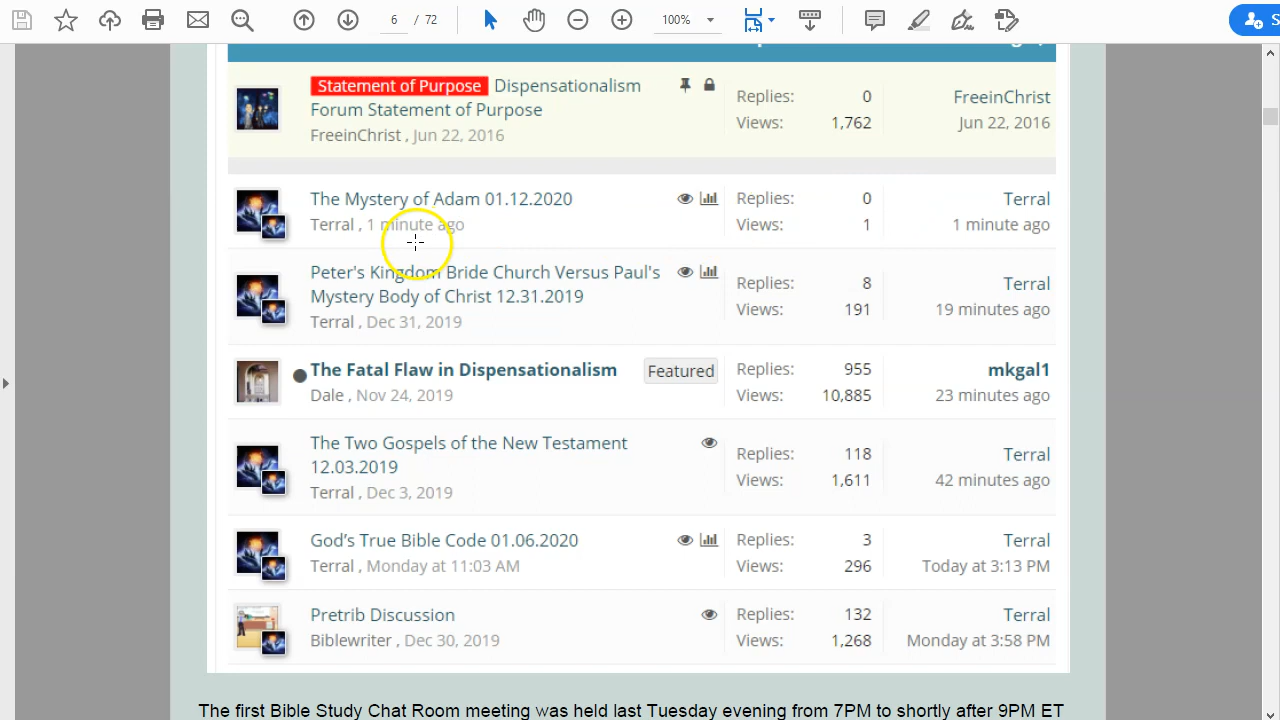 6 / 72
100%
S
Statement of Purpose Dispensationalism
Forum Statement of Purpose
FreeinChrist , Jun 22, 2016
Replies: 0
Views: 1,762
FreeinChrist
Jun 22, 2016
The Mystery of Adam 01.12.2020
Terral , 1 minute ago
Replies: 0
Views: 1
Terral
1 minute ago
Peter's Kingdom Bride Church Versus Paul's
Mystery Body of Christ 12.31.2019
Terral , Dec 31, 2019
Replies: 8
Views: 191
Terral
19 minutes ago
The Fatal Flaw in Dispensationalism
Featured
Dale , Nov 24, 2019
Replies: 955
Views: 10,885
mkgal1
23 minutes ago
The Two Gospels of the New Testament
12.03.2019
Terral , Dec 3, 2019
Replies: 118
Views: 1,611
Terral
42 minutes ago
God’s True Bible Code 01.06.2020
Terral , Monday at 11:03 AM
Replies: 3
Views: 296
Terral
Today at 3:13 PM
Pretrib Discussion
Biblewriter , Dec 30, 2019
Replies: 132
Views: 1,268
Terral
Monday at 3:58 PM
The first Bible Study Chat Room meeting was held last Tuesday evening from 7PM to shortly after 9PM ET